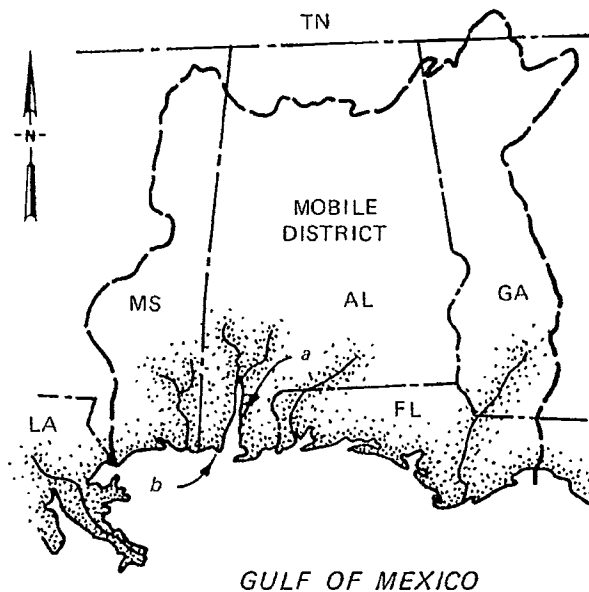 TN
-N-
MOBILE
DISTRICT
MS
AL
GA
a
LA
FL
b
GULF OF MEXICO